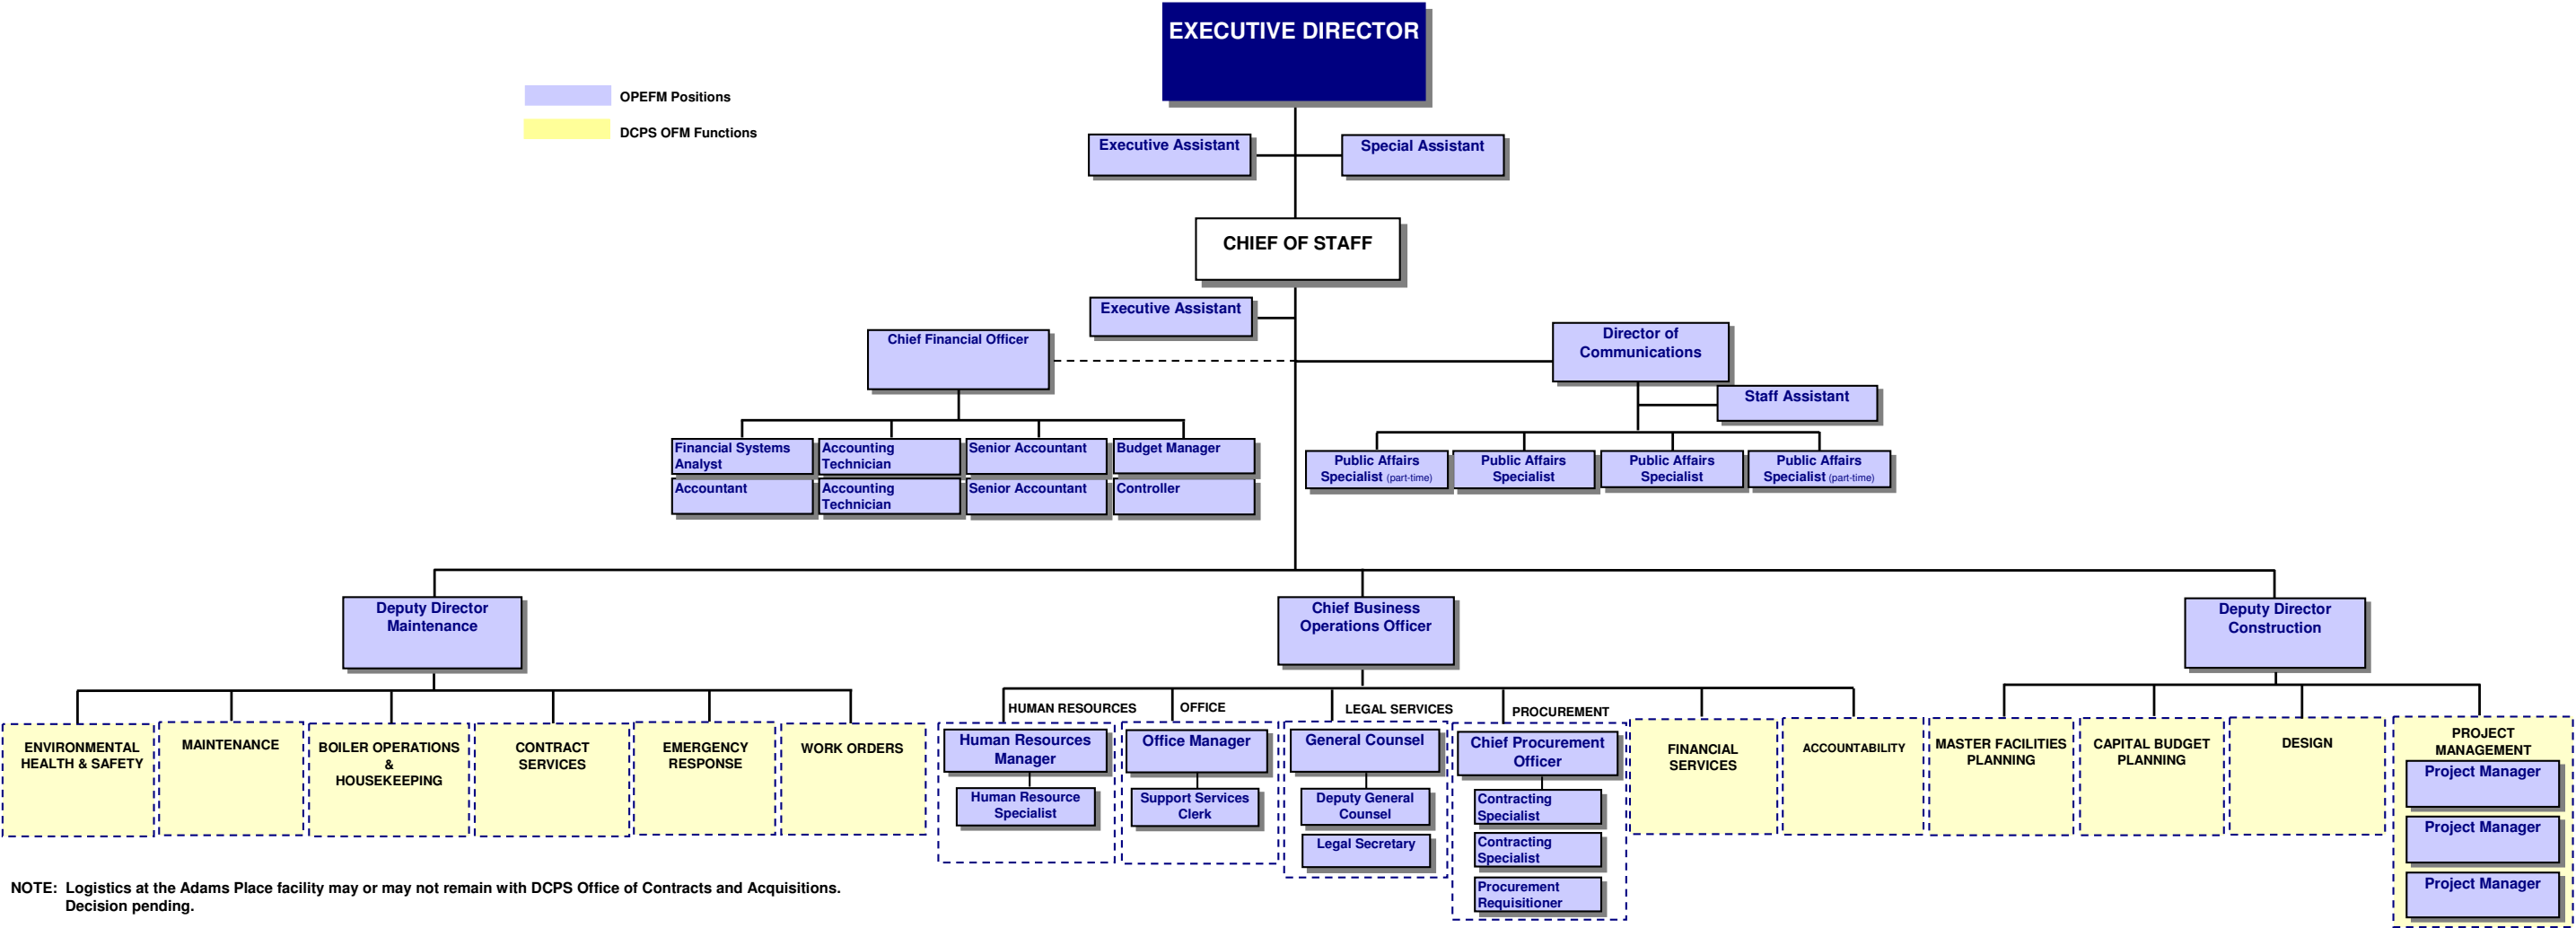 EXECUTIVE DIRECTOR
OPEFM Positions
DCPS OFM Functions
Executive Assistant
Special Assistant
CHIEF OF STAFF
Executive Assistant
Chief Financial Officer
Director of
Communications
Staff Assistant
Financial Systems
Analyst
Accounting
Technician
Senior Accountant
Budget Manager
Accountant
Accounting
Technician
Senior Accountant
Controller
Public Affairs
Specialist (part-time)
Public Affairs
Specialist
Public Affairs
Specialist
Public Affairs
Specialist (part-time)
Deputy Director
Maintenance
Chief Business
Operations Officer
Deputy Director
Construction
ENVIRONMENTAL
HEALTH & SAFETY
MAINTENANCE
BOILER OPERATIONS
&
HOUSEKEEPING
CONTRACT
SERVICES
EMERGENCY
RESPONSE
WORK ORDERS
HUMAN RESOURCES
Human Resources
Manager
Human Resource
Specialist
OFFICE
Office Manager
Support Services
Clerk
LEGAL SERVICES
General Counsel
Deputy General
Counsel
Legal Secretary
PROCUREMENT
Chief Procurement
Officer
Contracting
Specialist
Contracting
Specialist
Procurement
Requisitioner
FINANCIAL
SERVICES
ACCOUNTABILITY
MASTER FACILITIES
PLANNING
CAPITAL BUDGET
PLANNING
DESIGN
PROJECT
MANAGEMENT
Project Manager
Project Manager
Project Manager
NOTE: Logistics at the Adams Place facility may or may not remain with DCPS Office of Contracts and Acquisitions.
Decision pending.